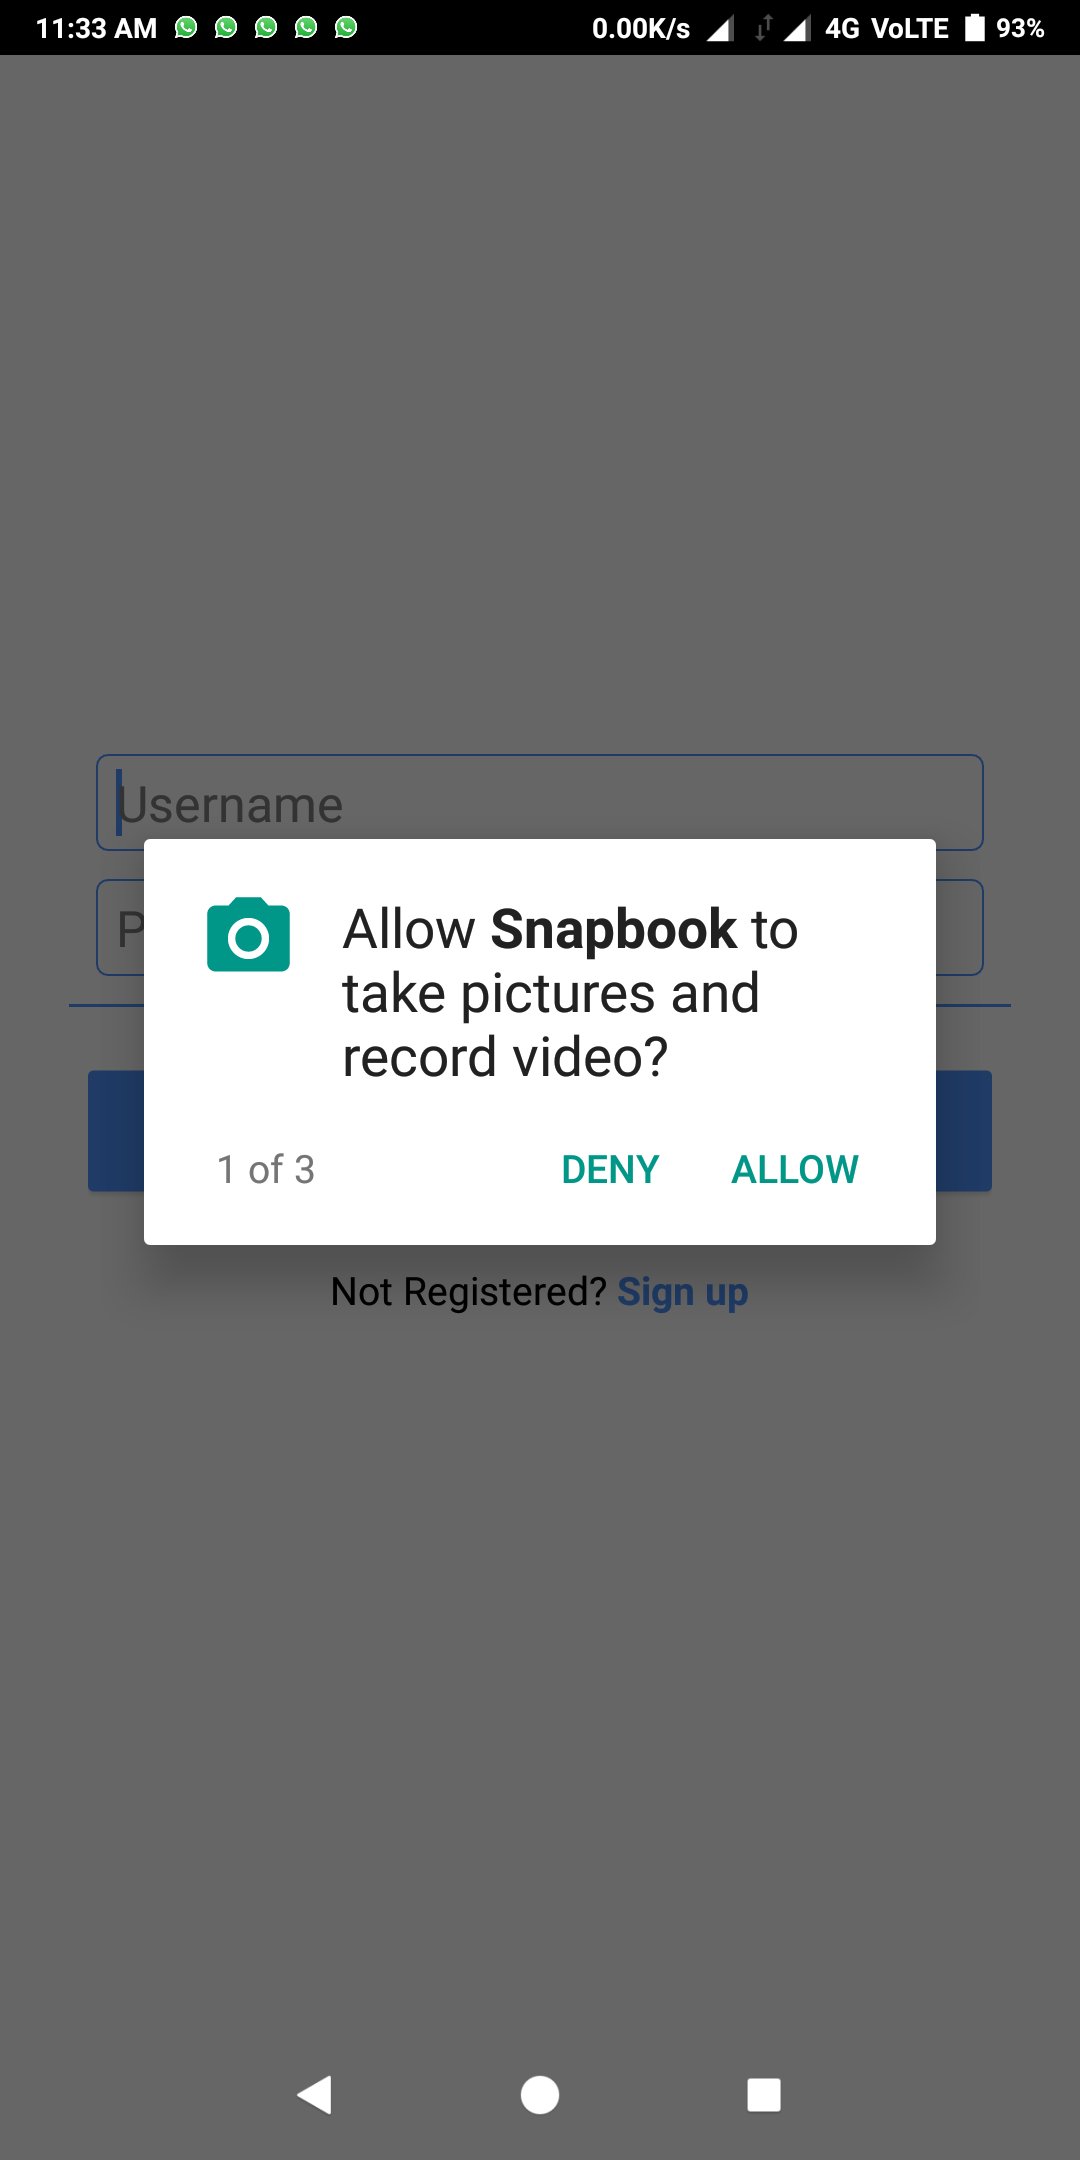 11:33 AM 0.00K/s 4G VoLTE 93%
Username
P
Allow Snapbook to
take pictures and
record video?
1 of 3 DENY ALLOW
Not Registered? Sign up